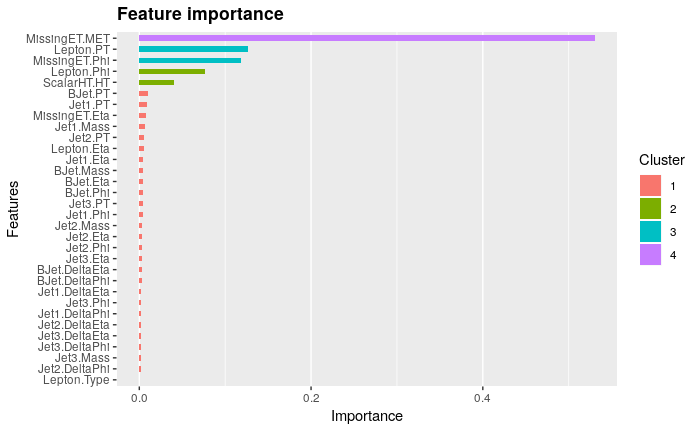 Feature importance
Features
MissingET.MET
Lepton.PT
MissingET.Phi
Lepton.Phi
ScalarHT.HT
BJet.PT
Jet1.PT
MissingET.Eta
Jet1.Mass
Jet2.PT
Lepton.Eta
Jet1.Eta
BJet.Mass
BJet.Eta
BJet.Phi
Jet3.PT
Jet1.Phi
Jet2.Mass
Jet2.Eta
Jet2.Phi
Jet3.Eta
BJet.DeltaEta
BJet.DeltaPhi
Jet1.DeltaEta
Jet3.Phi
Jet1.DeltaPhi
Jet2.DeltaEta
Jet3.DeltaEta
Jet3.DeltaPhi
Jet3.Mass
Jet2.DeltaPhi
Lepton.Type
0.0 0.2 0.4
Importance
Cluster
1
2
3
4